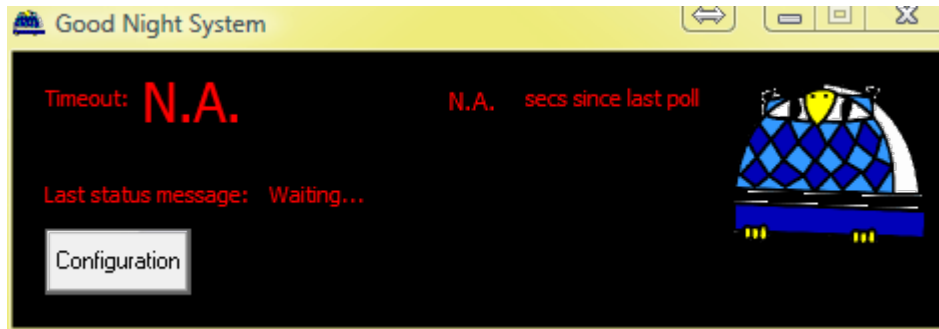 Good Night System
Timeout: N.A. N.A. secs since last poll
Last status message: Waiting...
Configuration